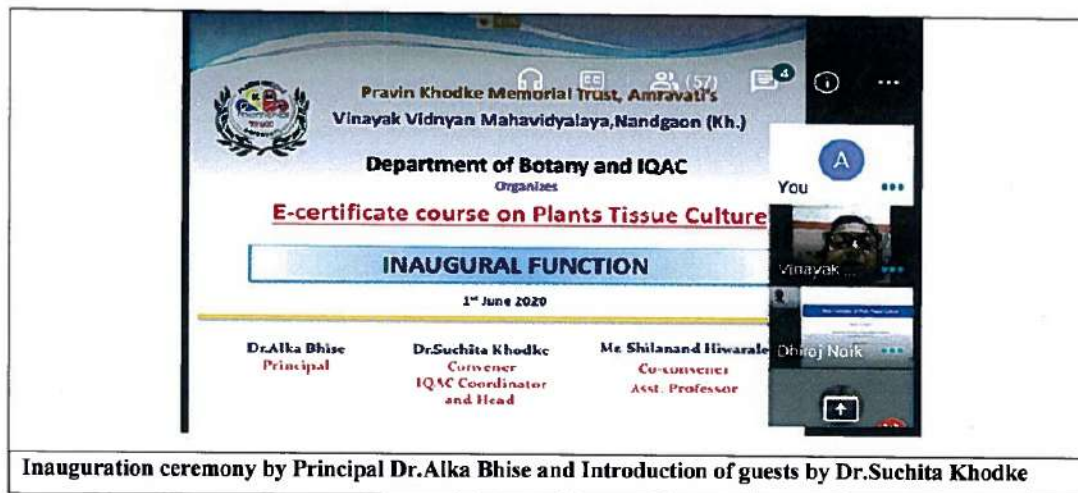 (57)
4
Pravin Khodke Memorial Trust, Amravati's
Vinayak Vidnyan Mahavidyalaya,Nandgaon (Kh.)
Department of Botany and IQAC
Organizes
E-certificate course on Plants Tissue Culture
INAUGURAL FUNCTION
1st June 2020
Dr.Alka Bhise
Principal
Dr.Suchita Khodke
Convener
IQAC Coordinator
and Head
Mr. Shilanand Hiwarale
Co-convener
Asst. Professor
A
You
Vinayak ...
Dhiraj Naik
Inauguration ceremony by Principal Dr.Alka Bhise and Introduction of guests by Dr.Suchita Khodke